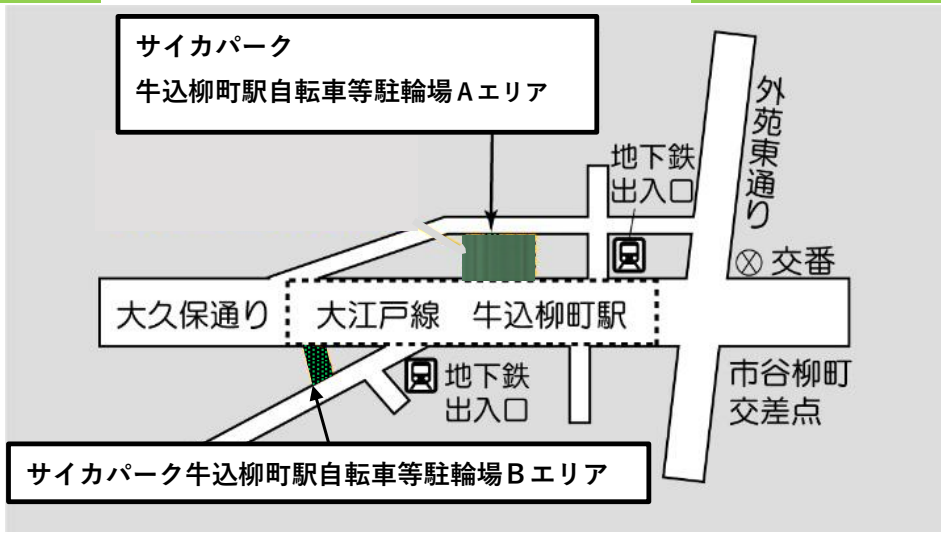 サイカパーク
牛込柳町駅自転車等駐輪場Aエリア
外苑東通り
地下鉄
出入口
交番
大久保通り
大江戸線 牛込柳町駅
地下鉄
出入口
市谷柳町
交差点
サイカパーク牛込柳町駅自転車等駐輪場Bエリア